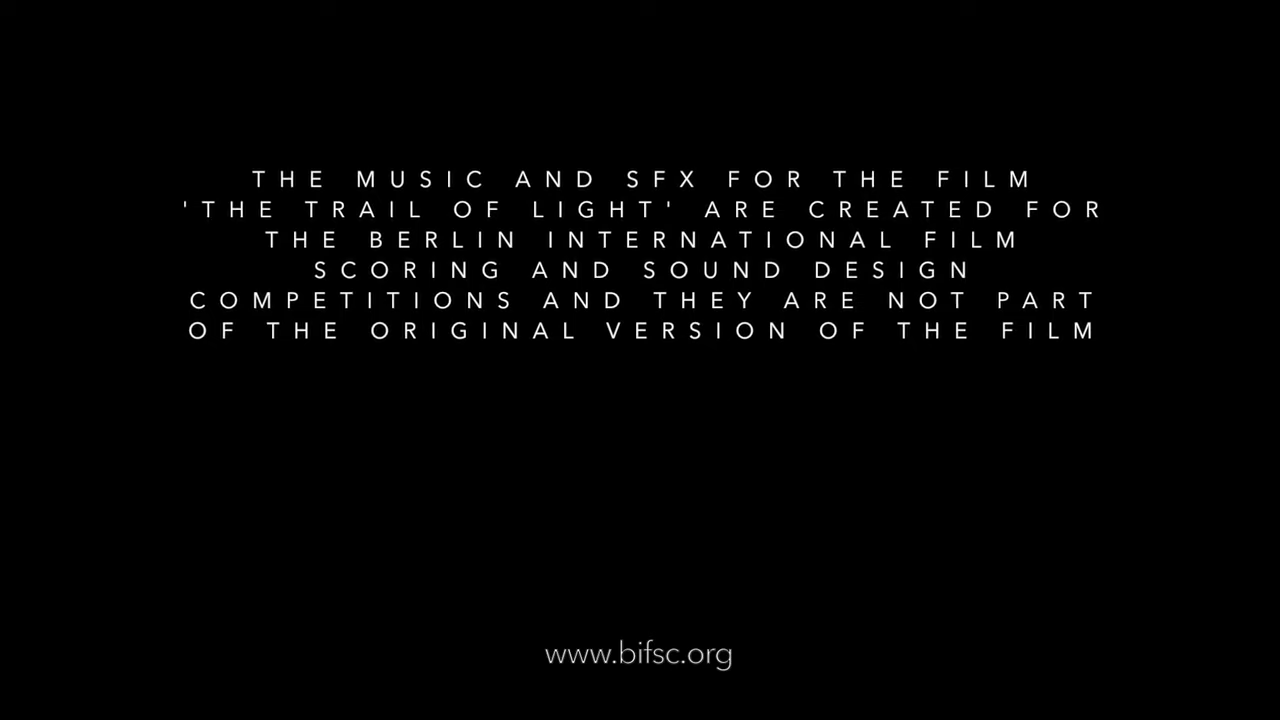 THE MUSIC AND SFX FOR THE FILM
'THE TRAIL OF LIGHT' ARE CREATED FOR
THE BERLIN INTERNATIONAL FILM
SCORING AND SOUND DESIGN
COMPETITIONS AND THEY ARE NOT PART
OF THE ORIGINAL VERSION OF THE FILM
www.bifsc.org